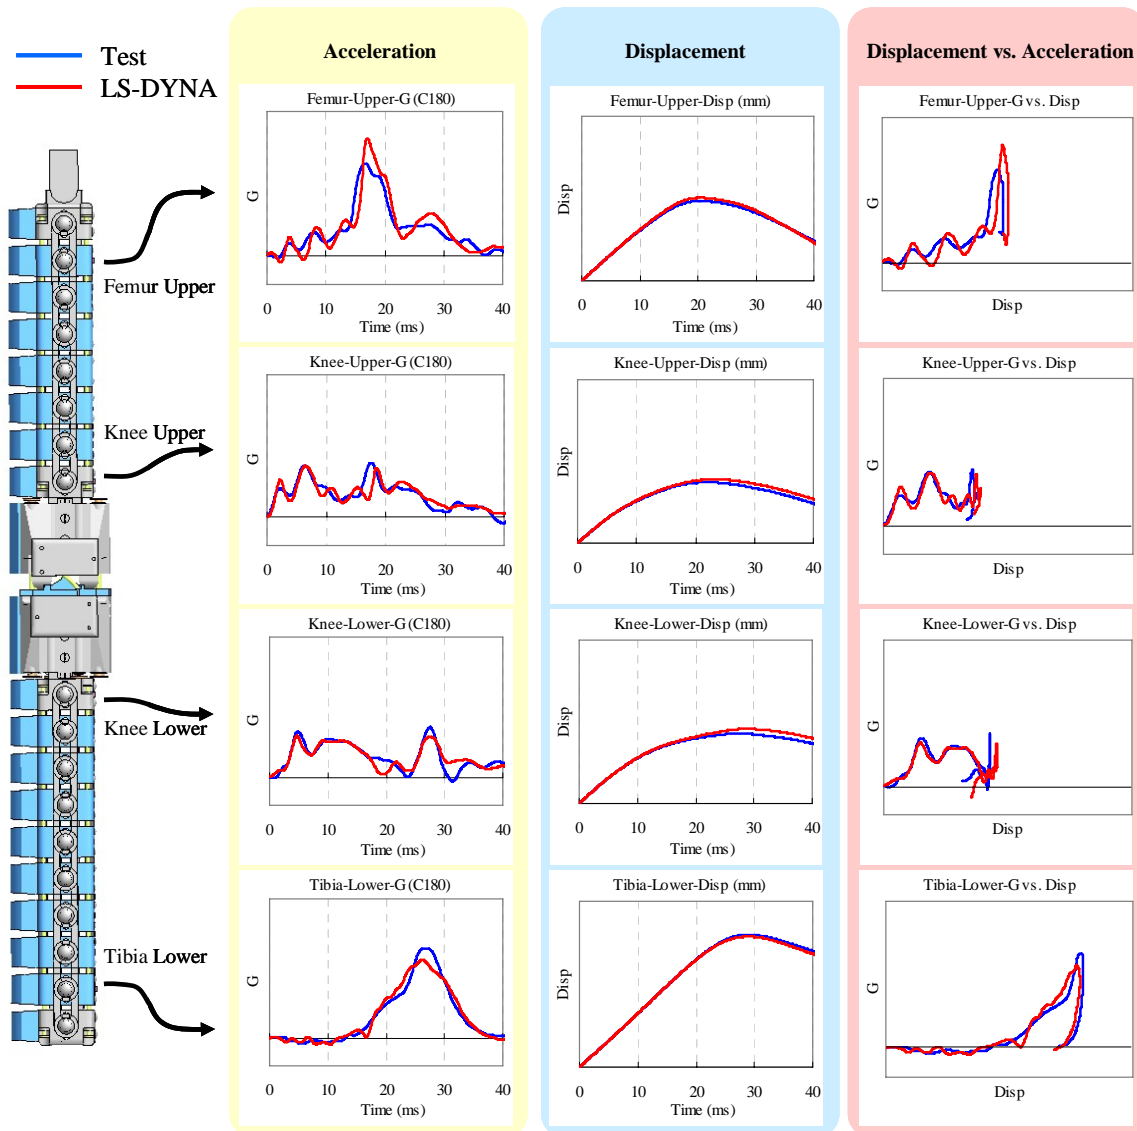 Test
LS-DYNA
Acceleration
Displacement
Displacement vs. Acceleration
Femur Upper
Knee Upper
Knee Lower
Tibia Lower
Femur-Upper-G (C180)
G
0 10 20 30 40
Time (ms)
Femur-Upper-Disp (mm)
Disp
0 10 20 30 40
Time (ms)
Femur-Upper-G vs. Disp
G
Disp
Knee-Upper-G (C180)
G
0 10 20 30 40
Time (ms)
Knee-Upper-Disp (mm)
Disp
0 10 20 30 40
Time (ms)
Knee-Upper-G vs. Disp
G
Disp
Knee-Lower-G (C180)
G
0 10 20 30 40
Time (ms)
Knee-Lower-Disp (mm)
Disp
0 10 20 30 40
Time (ms)
Knee-Lower-G vs. Disp
G
Disp
Tibia-Lower-G (C180)
G
0 10 20 30 40
Time (ms)
Tibia-Lower-Disp (mm)
Disp
0 10 20 30 40
Time (ms)
Tibia-Lower-G vs. Disp
G
Disp